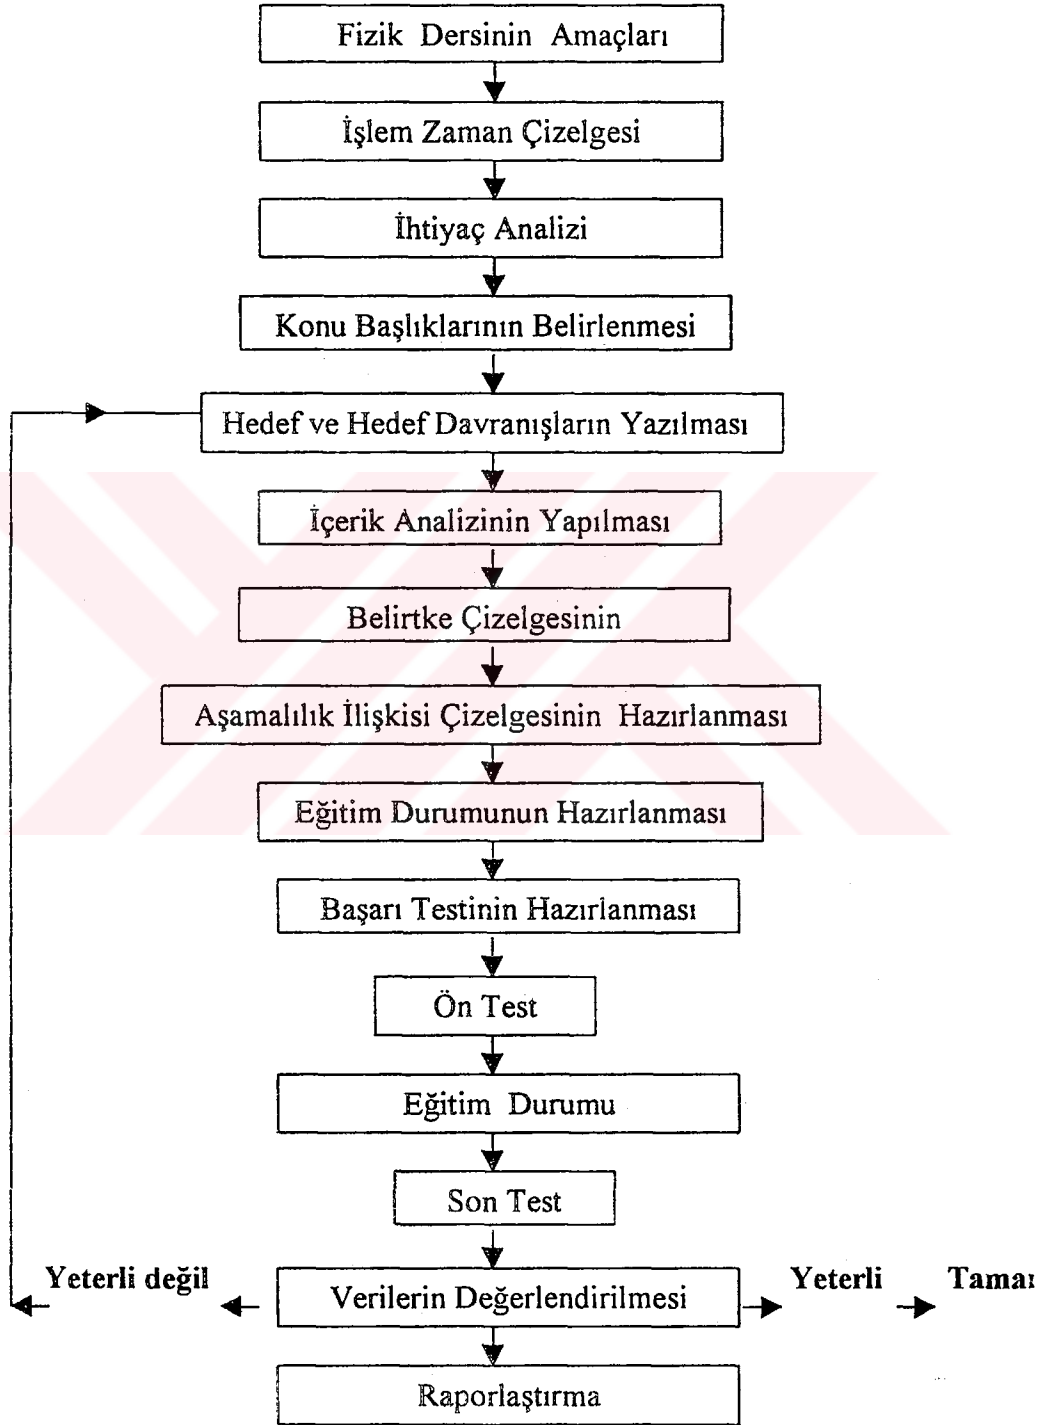 Fizik Dersinin Amaçları
İşlem Zaman Çizelgesi
İhtiyaç Analizi
Konu Başlıklarının Belirlenmesi
Hedef ve Hedef Davranışların Yazılması
İçerik Analizinin Yapılması
Belirtke Çizelgesinin
Aşamalılık İlişkisi Çizelgesinin Hazırlanması
Eğitim Durumunun Hazırlanması
Başarı Testinin Hazırlanması
Ön Test
Eğitim Durumu
Son Test
Yeterli değil Verilerin Değerlendirilmesi Yeterli
Raporlaştırma